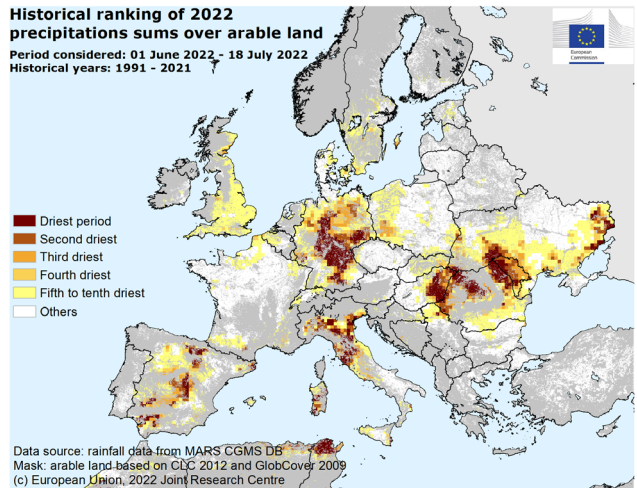 Historical ranking of 2022
precipitations sums over arable land
Period considered: 01 June 2022 - 18 July 2022
Historical years: 1991 - 2021
European
Commission
Driest period
Second driest
Third driest
Fourth driest
Fifth to tenth driest
Others
Data source: rainfall data from MARS CGMS DB
Mask: arable land based on CLC 2012 and GlobCover 2009
(c) European Union, 2022 Joint Research Centre